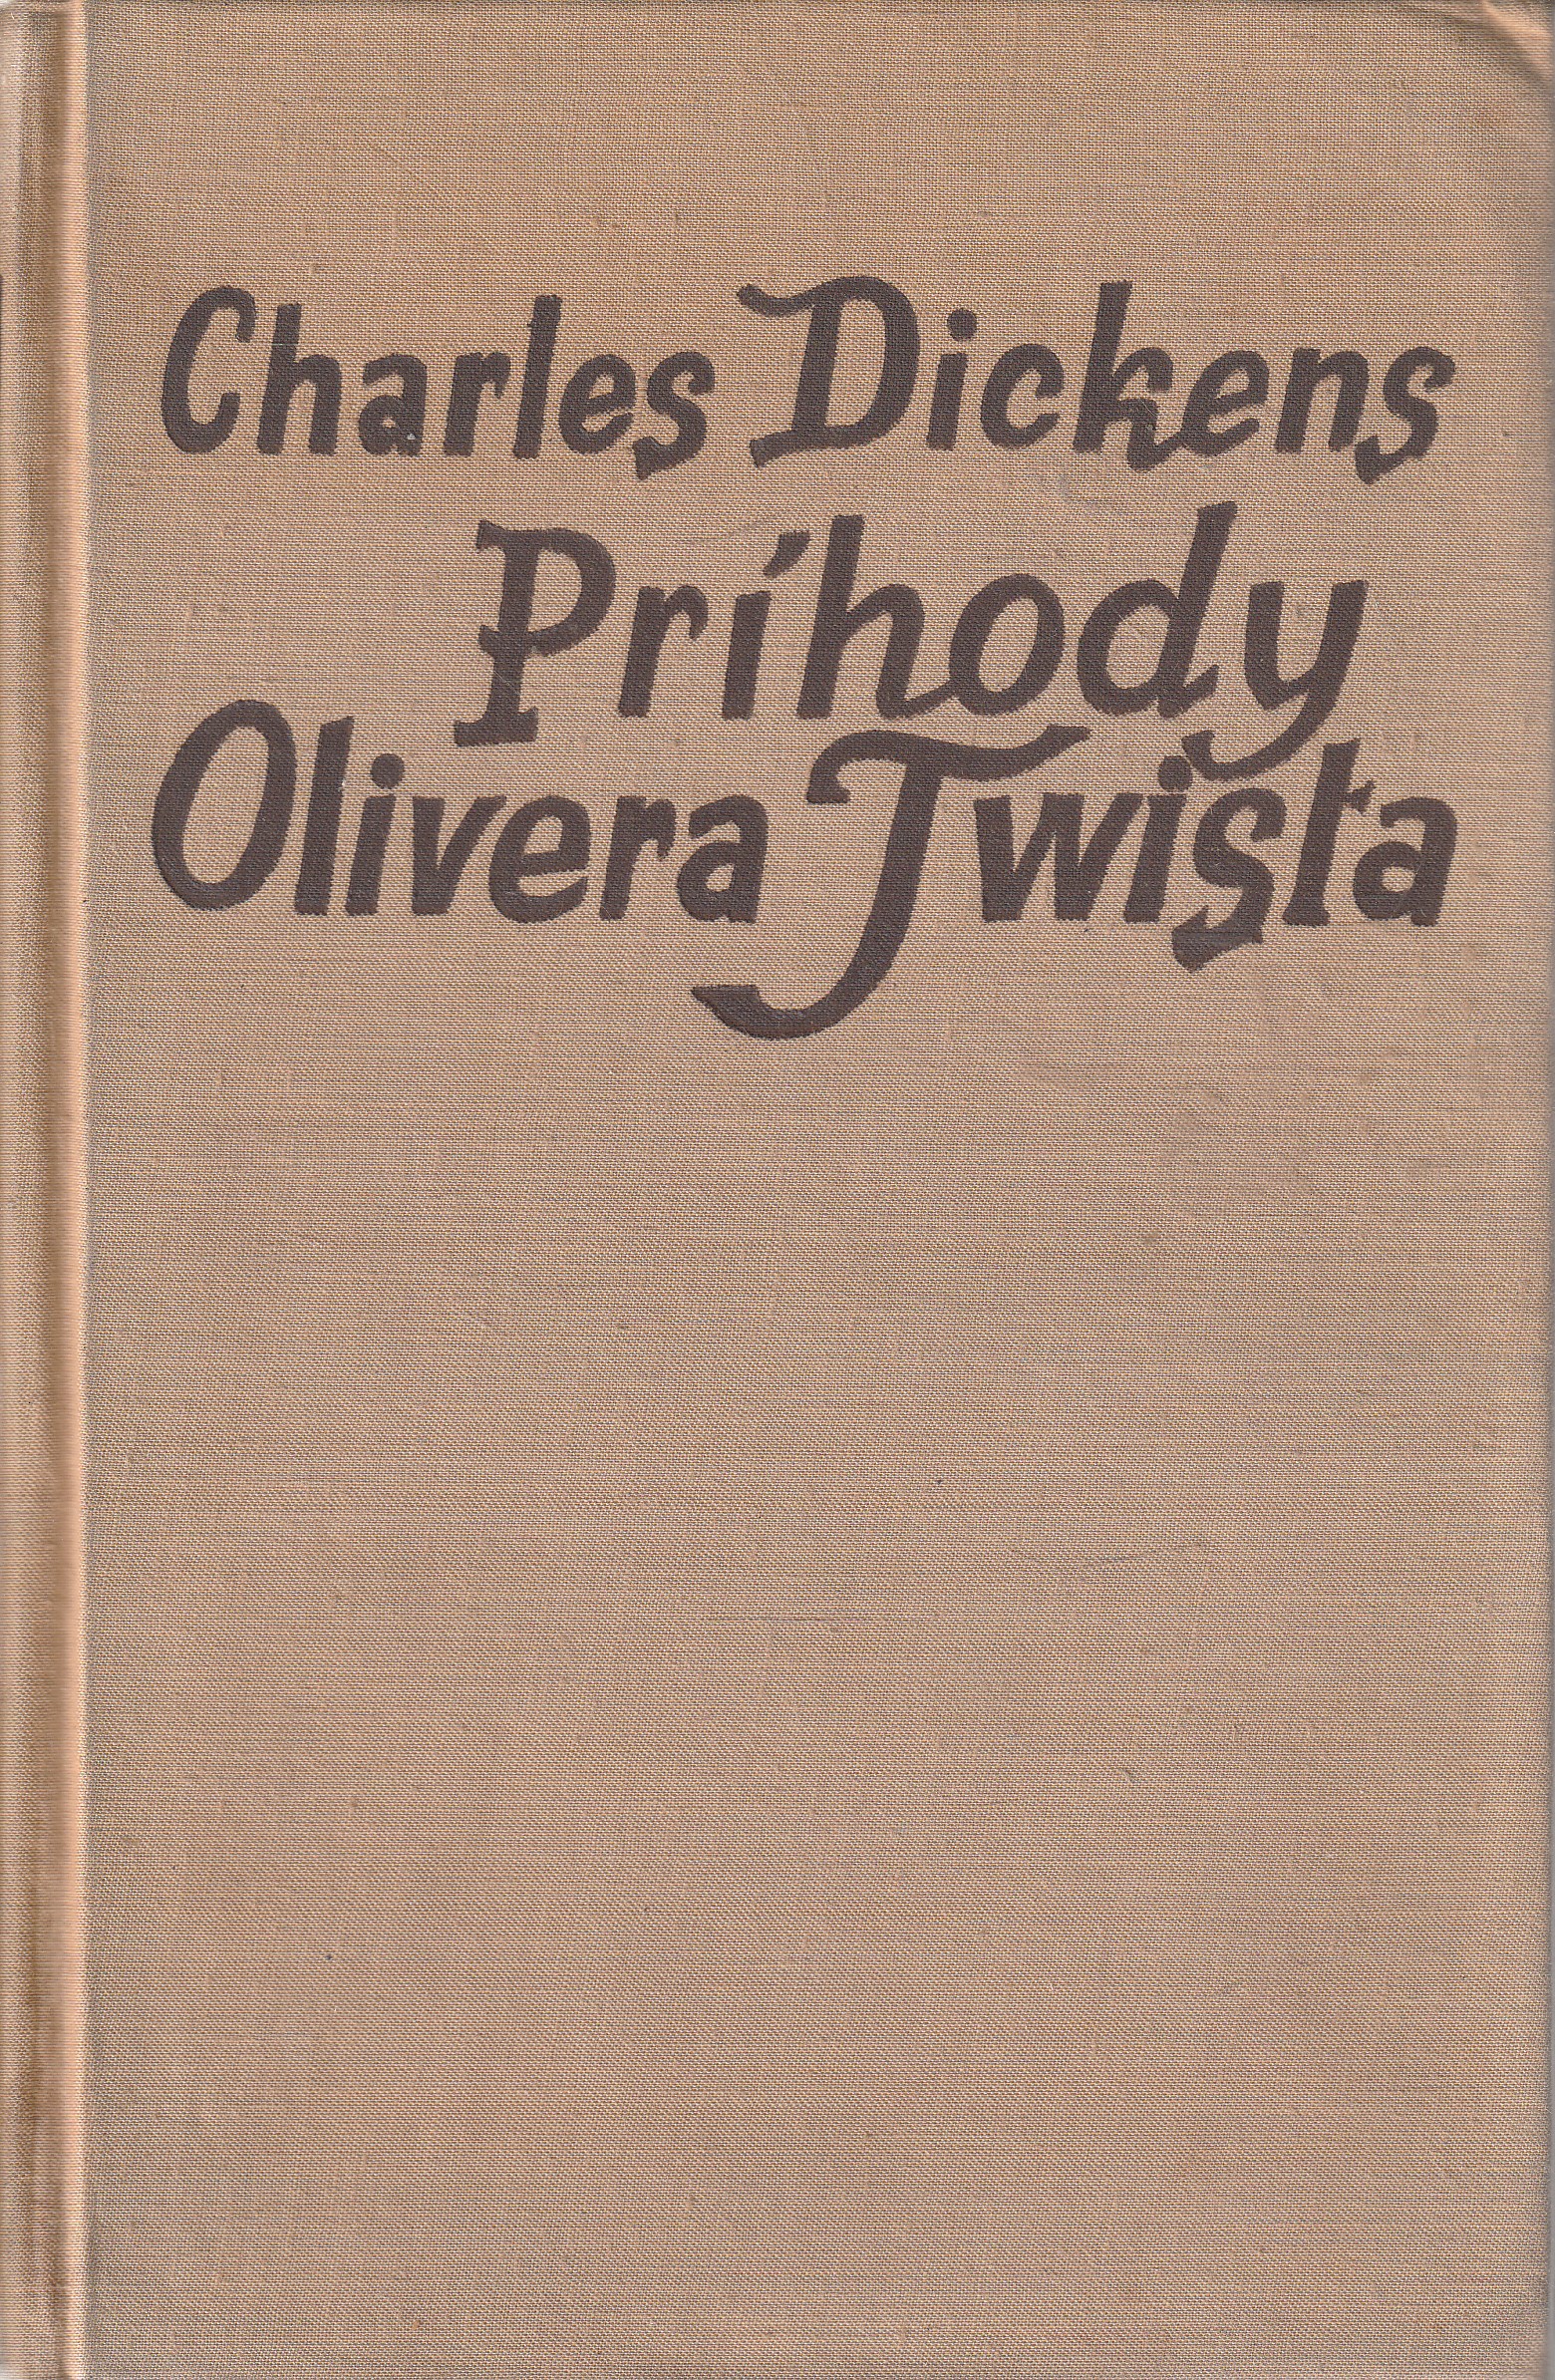 Charles Dickens
Príhody
Olivera Twista